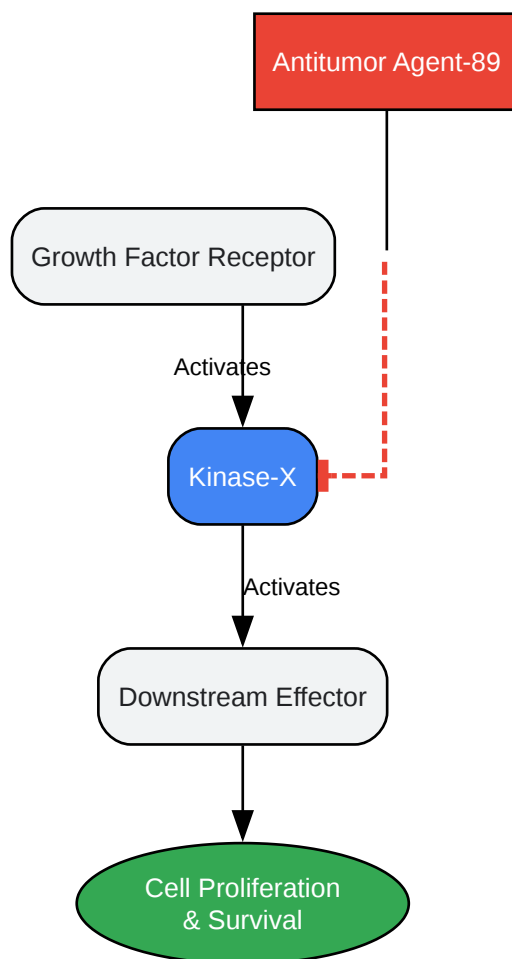 Antitumor Agent-89
Growth Factor Receptor
Activates
Kinase-X
Activates
Downstream Effector
Cell Proliferation
& Survival